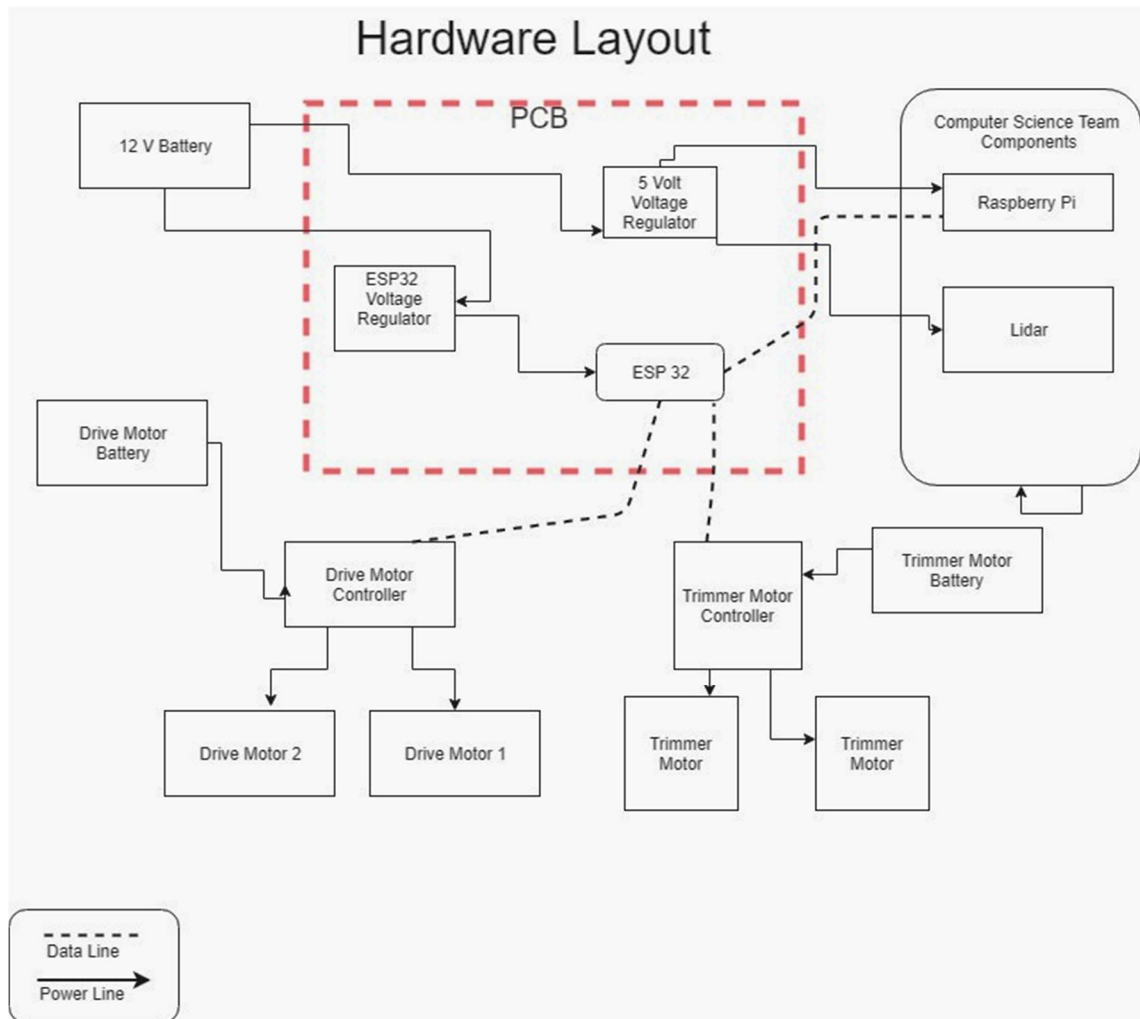 Hardware Layout
12 V Battery
PCB
5 Volt
Voltage
Regulator
Computer Science Team
Components
Raspberry Pi
Lidar
ESP32
Voltage
Regulator
ESP 32
Drive Motor
Battery
Drive Motor
Controller
Trimmer Motor
Controller
Trimmer Motor
Battery
Drive Motor 2
Drive Motor 1
Trimmer
Motor
Trimmer
Motor
Data Line
Power Line